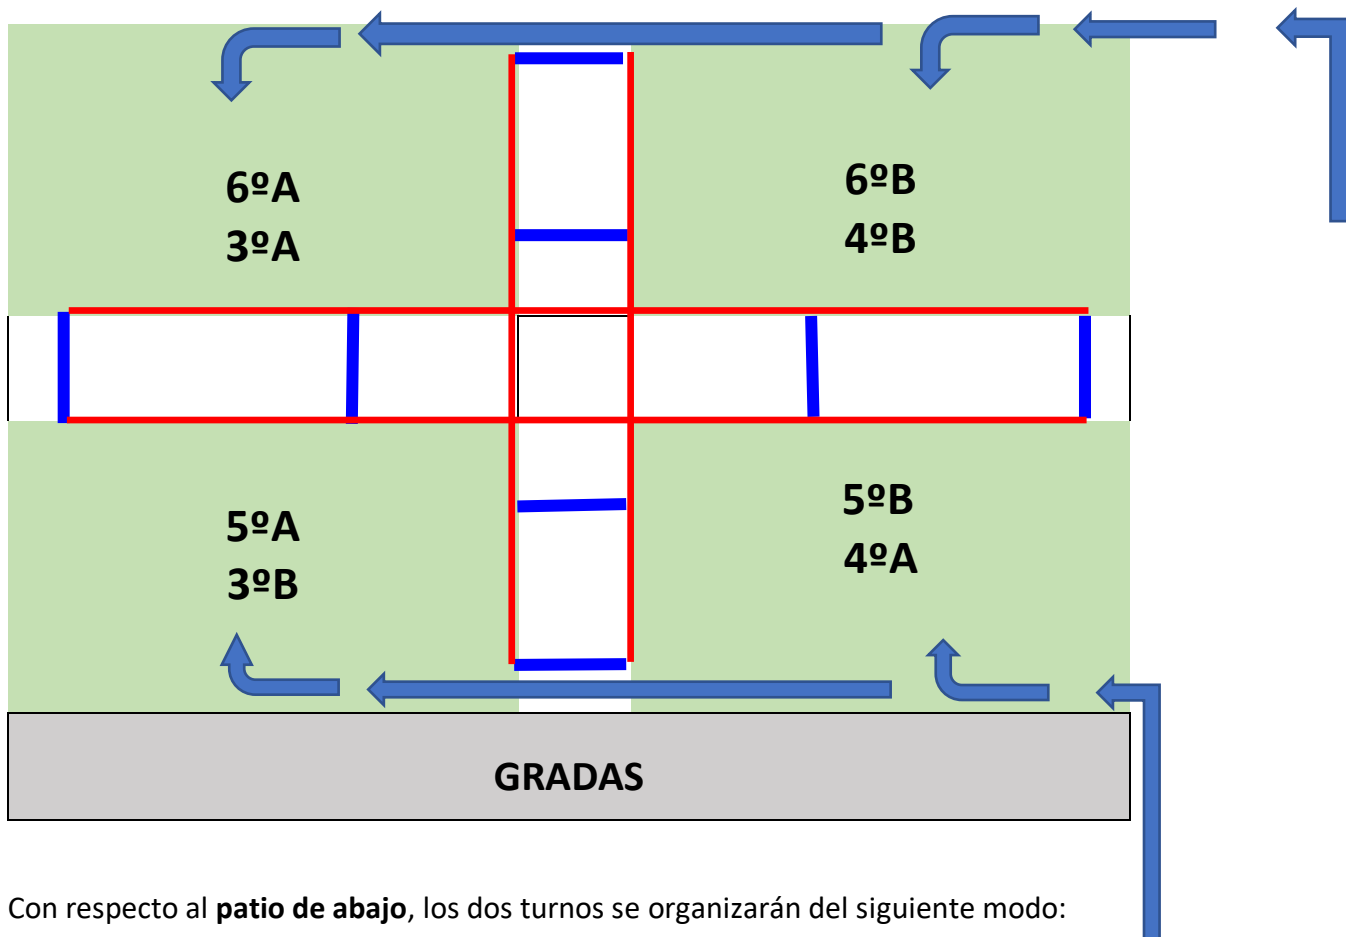 6ºA
3ºA
6ºB
4ºB
5ºA
3ºB
5ºB
4ºA
GRADAS
Con respecto al patio de abajo, los dos turnos se organizarán del siguiente modo: